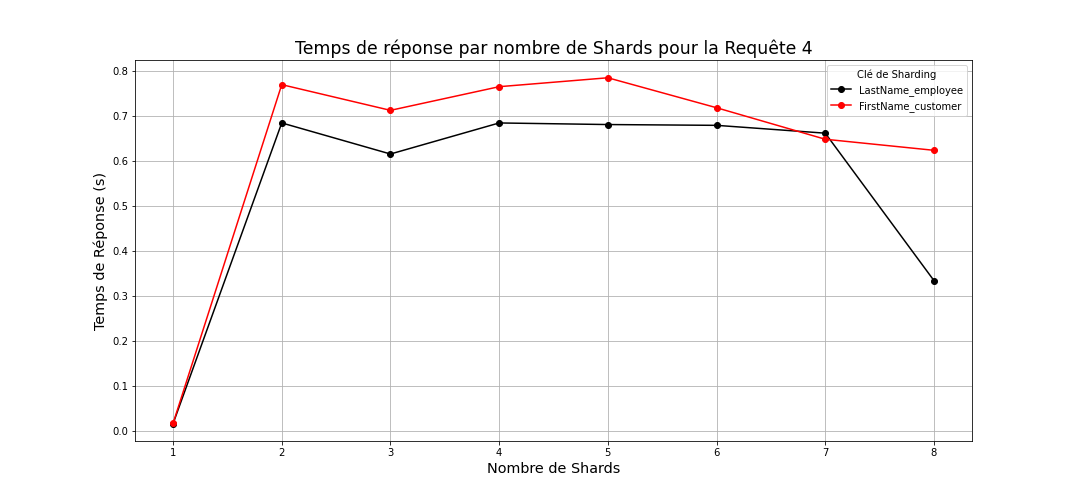 Temps de réponse par nombre de Shards pour la Requête 4
Clé de Sharding
LastName_employee
FirstName_customer
Temps de Réponse (s)
0.8
0.7
0.6
0.5
0.4
0.3
0.2
0.1
0.0
1 2 3 4 5 6 7 8
Nombre de Shards